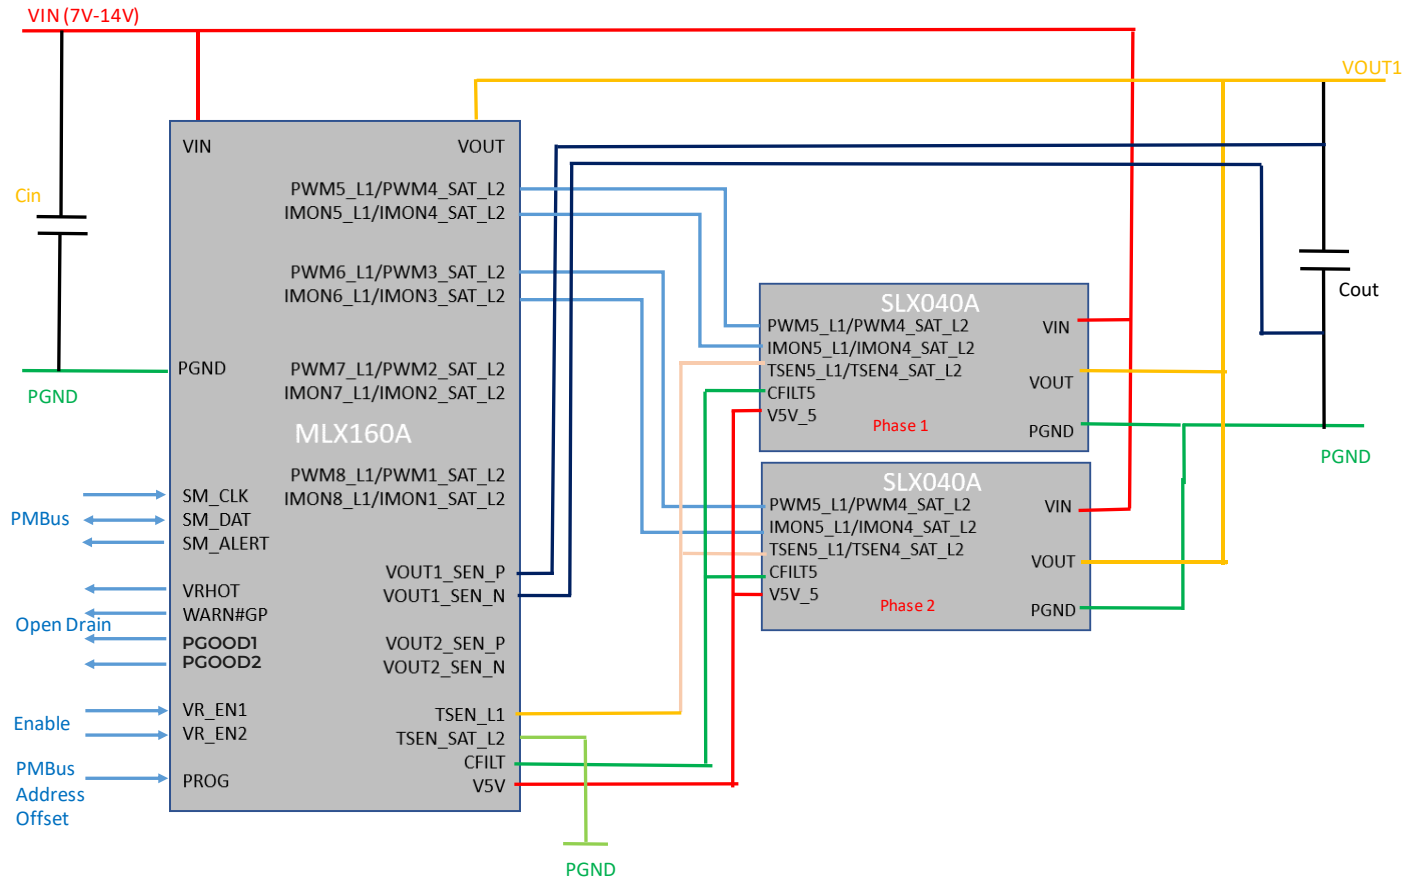 VIN (7V-14V)
VOUT1
VIN
VOUT
Cin
PWM5_L1/PWM4_SAT_L2
IMON5_L1/IMON4_SAT_L2
PWM6_L1/PWM3_SAT_L2
IMON6_L1/IMON3_SAT_L2
PGND
PWM7_L1/PWM2_SAT_L2
IMON7_L1/IMON2_SAT_L2
PGND
MLX160A
PWM8_L1/PWM1_SAT_L2
IMON8_L1/IMON1_SAT_L2
PMBus
SM_CLK
SM_DAT
SM_ALERT
VOUT1_SEN_P
VOUT1_SEN_N
VRHOT
WARN#GP
Open Drain
PGOOD1
PGOOD2
VOUT2_SEN_P
VOUT2_SEN_N
Enable
VR_EN1
VR_EN2
TSEN_L1
TSEN_SAT_L2
CFILT
V5V
PMBus
Address
Offset
PROG
PGND
SLX040A
PWM5_L1/PWM4_SAT_L2
IMON5_L1/IMON4_SAT_L2
TSEN5_L1/TSEN4_SAT_L2
CFILT5
V5V_5
Phase 1
VIN
VOUT
PGND
SLX040A
PWM5_L1/PWM4_SAT_L2
IMON5_L1/IMON4_SAT_L2
TSEN5_L1/TSEN4_SAT_L2
CFILT5
V5V_5
Phase 2
VIN
VOUT
PGND
Cout
PGND